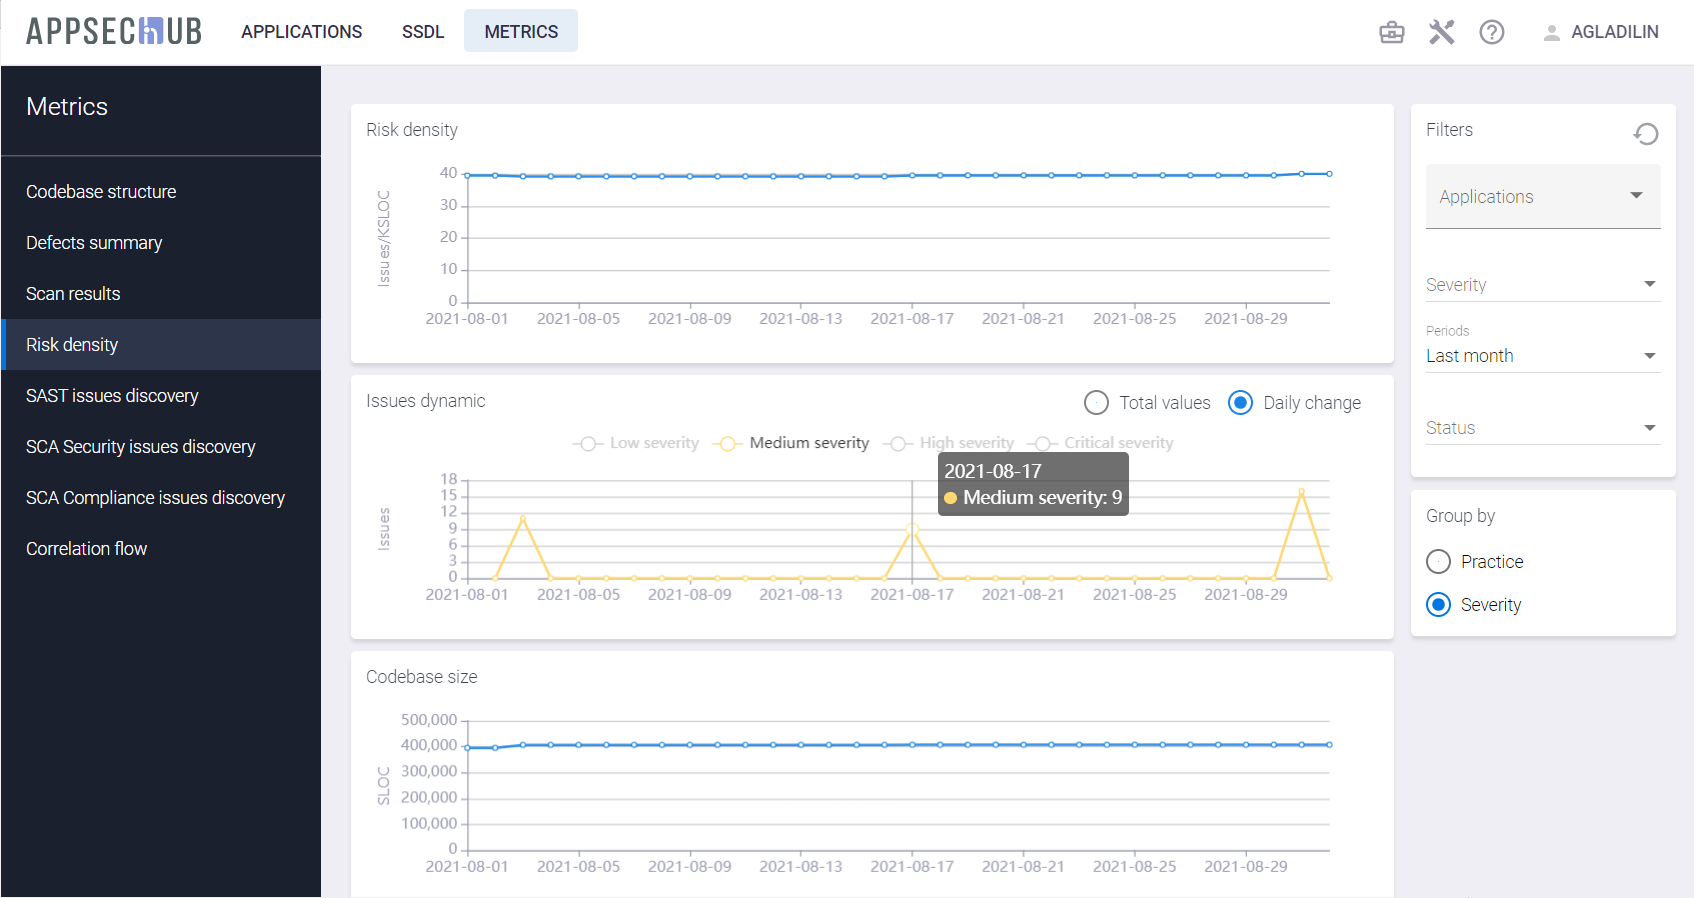 APPSECHUB
APPLICATIONS
SSDL
METRICS
AGLADILIN
Metrics
Codebase structure
Defects summary
Scan results
Risk density
SAST issues discovery
SCA Security issues discovery
SCA Compliance issues discovery
Correlation flow
Risk density
Issues/KSLOC
40
30
20
10
0
2021-08-01 2021-08-05 2021-08-09 2021-08-13 2021-08-17 2021-08-21 2021-08-25 2021-08-29
Issues dynamic
Total values
Daily change
Low severity Medium severity High severity Critical severity
2021-08-17
Medium severity: 9
Issues
18
15
12
9
6
3
0
2021-08-01 2021-08-05 2021-08-09 2021-08-13 2021-08-17 2021-08-21 2021-08-25 2021-08-29
Codebase size
SLOC
500,000
400,000
300,000
200,000
100,000
0
2021-08-01 2021-08-05 2021-08-09 2021-08-13 2021-08-17 2021-08-21 2021-08-25 2021-08-29
Filters
Applications
Severity
Periods
Last month
Status
Group by
Practice
Severity